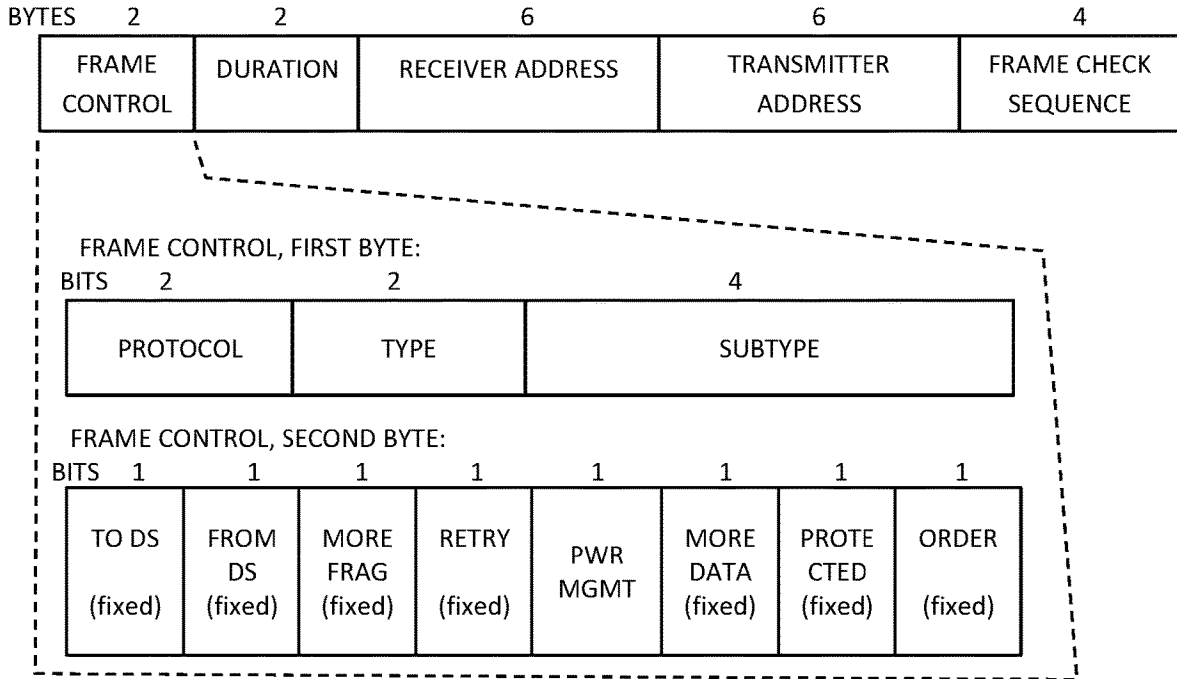 BYTES 2 2 6 6 4
FRAME CONTROL DURATION RECEIVER ADDRESS TRANSMITTER ADDRESS FRAME CHECK SEQUENCE
FRAME CONTROL, FIRST BYTE:
BITS 2 2 4
PROTOCOL TYPE SUBTYPE
FRAME CONTROL, SECOND BYTE:
BITS 1 1 1 1 1 1 1 1
TO DS FROM MORE RETRY PWR MORE PROTE ORDER
DS FRAG MGMT DATA CTED
(fixed) (fixed) (fixed) (fixed) (fixed) (fixed) (fixed)